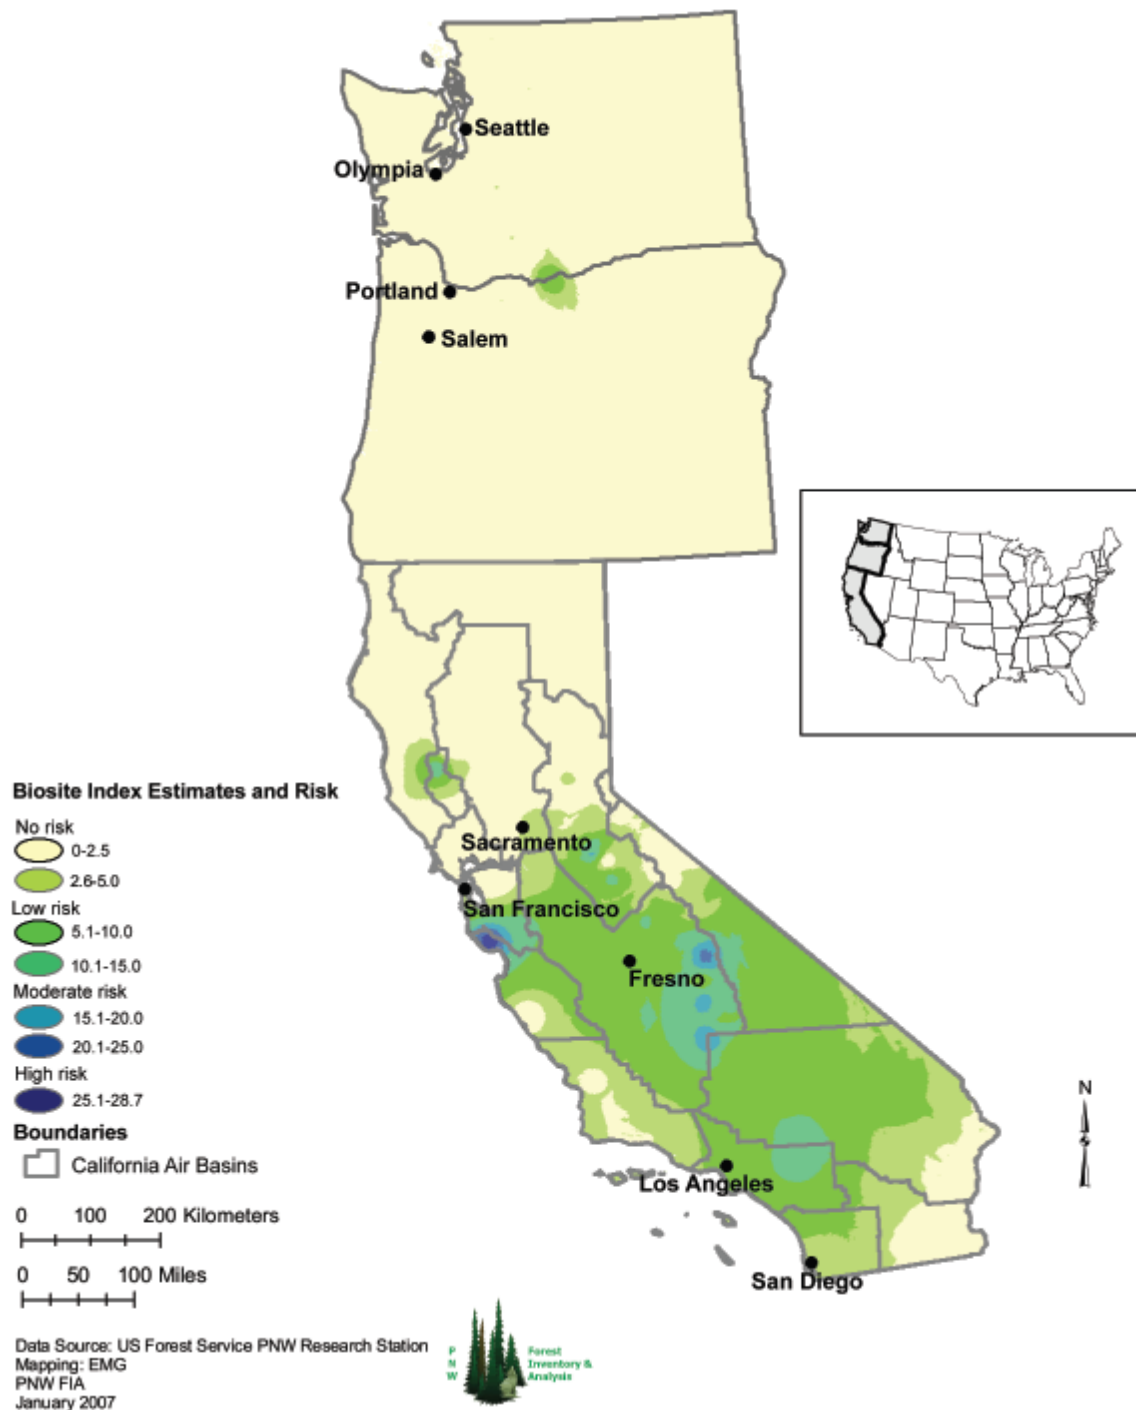 Seattle
Olympia
Portland
Salem
Biosite Index Estimates and Risk
No risk
0-2.5
2.6-5.0
Low risk
5.1-10.0
10.1-15.0
Moderate risk
15.1-20.0
20.1-25.0
High risk
25.1-28.7
Boundaries
California Air Basins
Sacramento
San Francisco
Fresno
Los Angeles
San Diego
N
0 100 200 Kilometers
0 50 100 Miles
Data Source: US Forest Service PNW Research Station
Mapping: EMG
PNW FIA
January 2007
P
N
W
Forest
Inventory &
Analysis